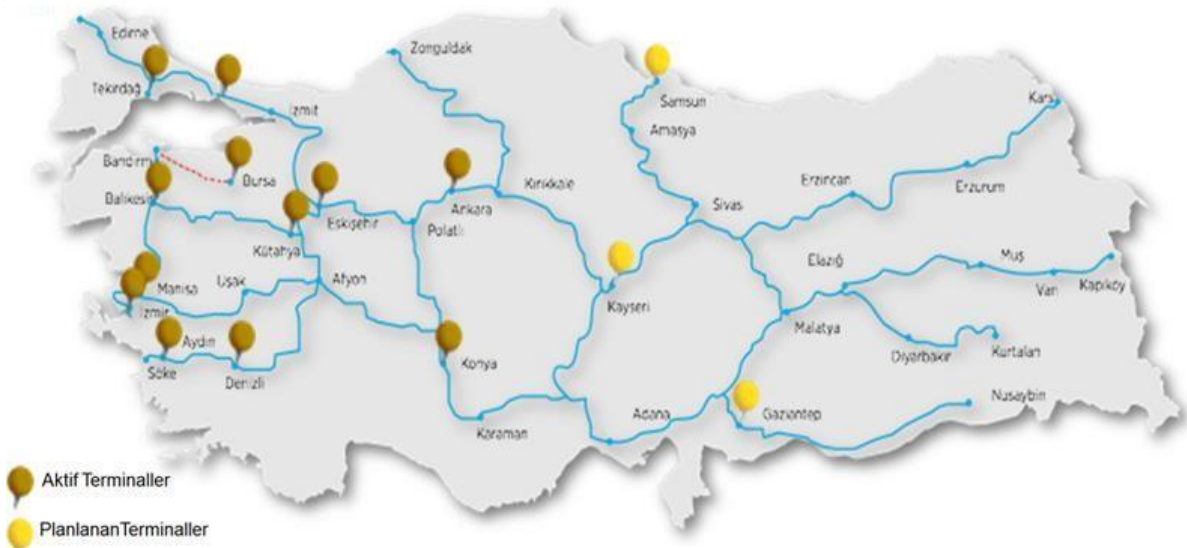 Edirne
Zonguldak
Tekirdağ
İzmit
Samsun
Kars
Amasya
Bandırm
Bursa
Balıkesir
Kırıkkale
Erzincan
Erzurum
Sivas
Ankara
Eskişehir
Polatlı
Kütahya
Elazığ
Muş
Afyon
Uşak
Manisa
Van
Kapıköy
Kayseri
İzmir
Malatya
Aydın
Konya
Diyarbakır
Kurtalan
Söke
Denizli
Nusaybin
Adana
Gaziantep
Karaman
Aktif Terminaller
PlanlananTerminaller